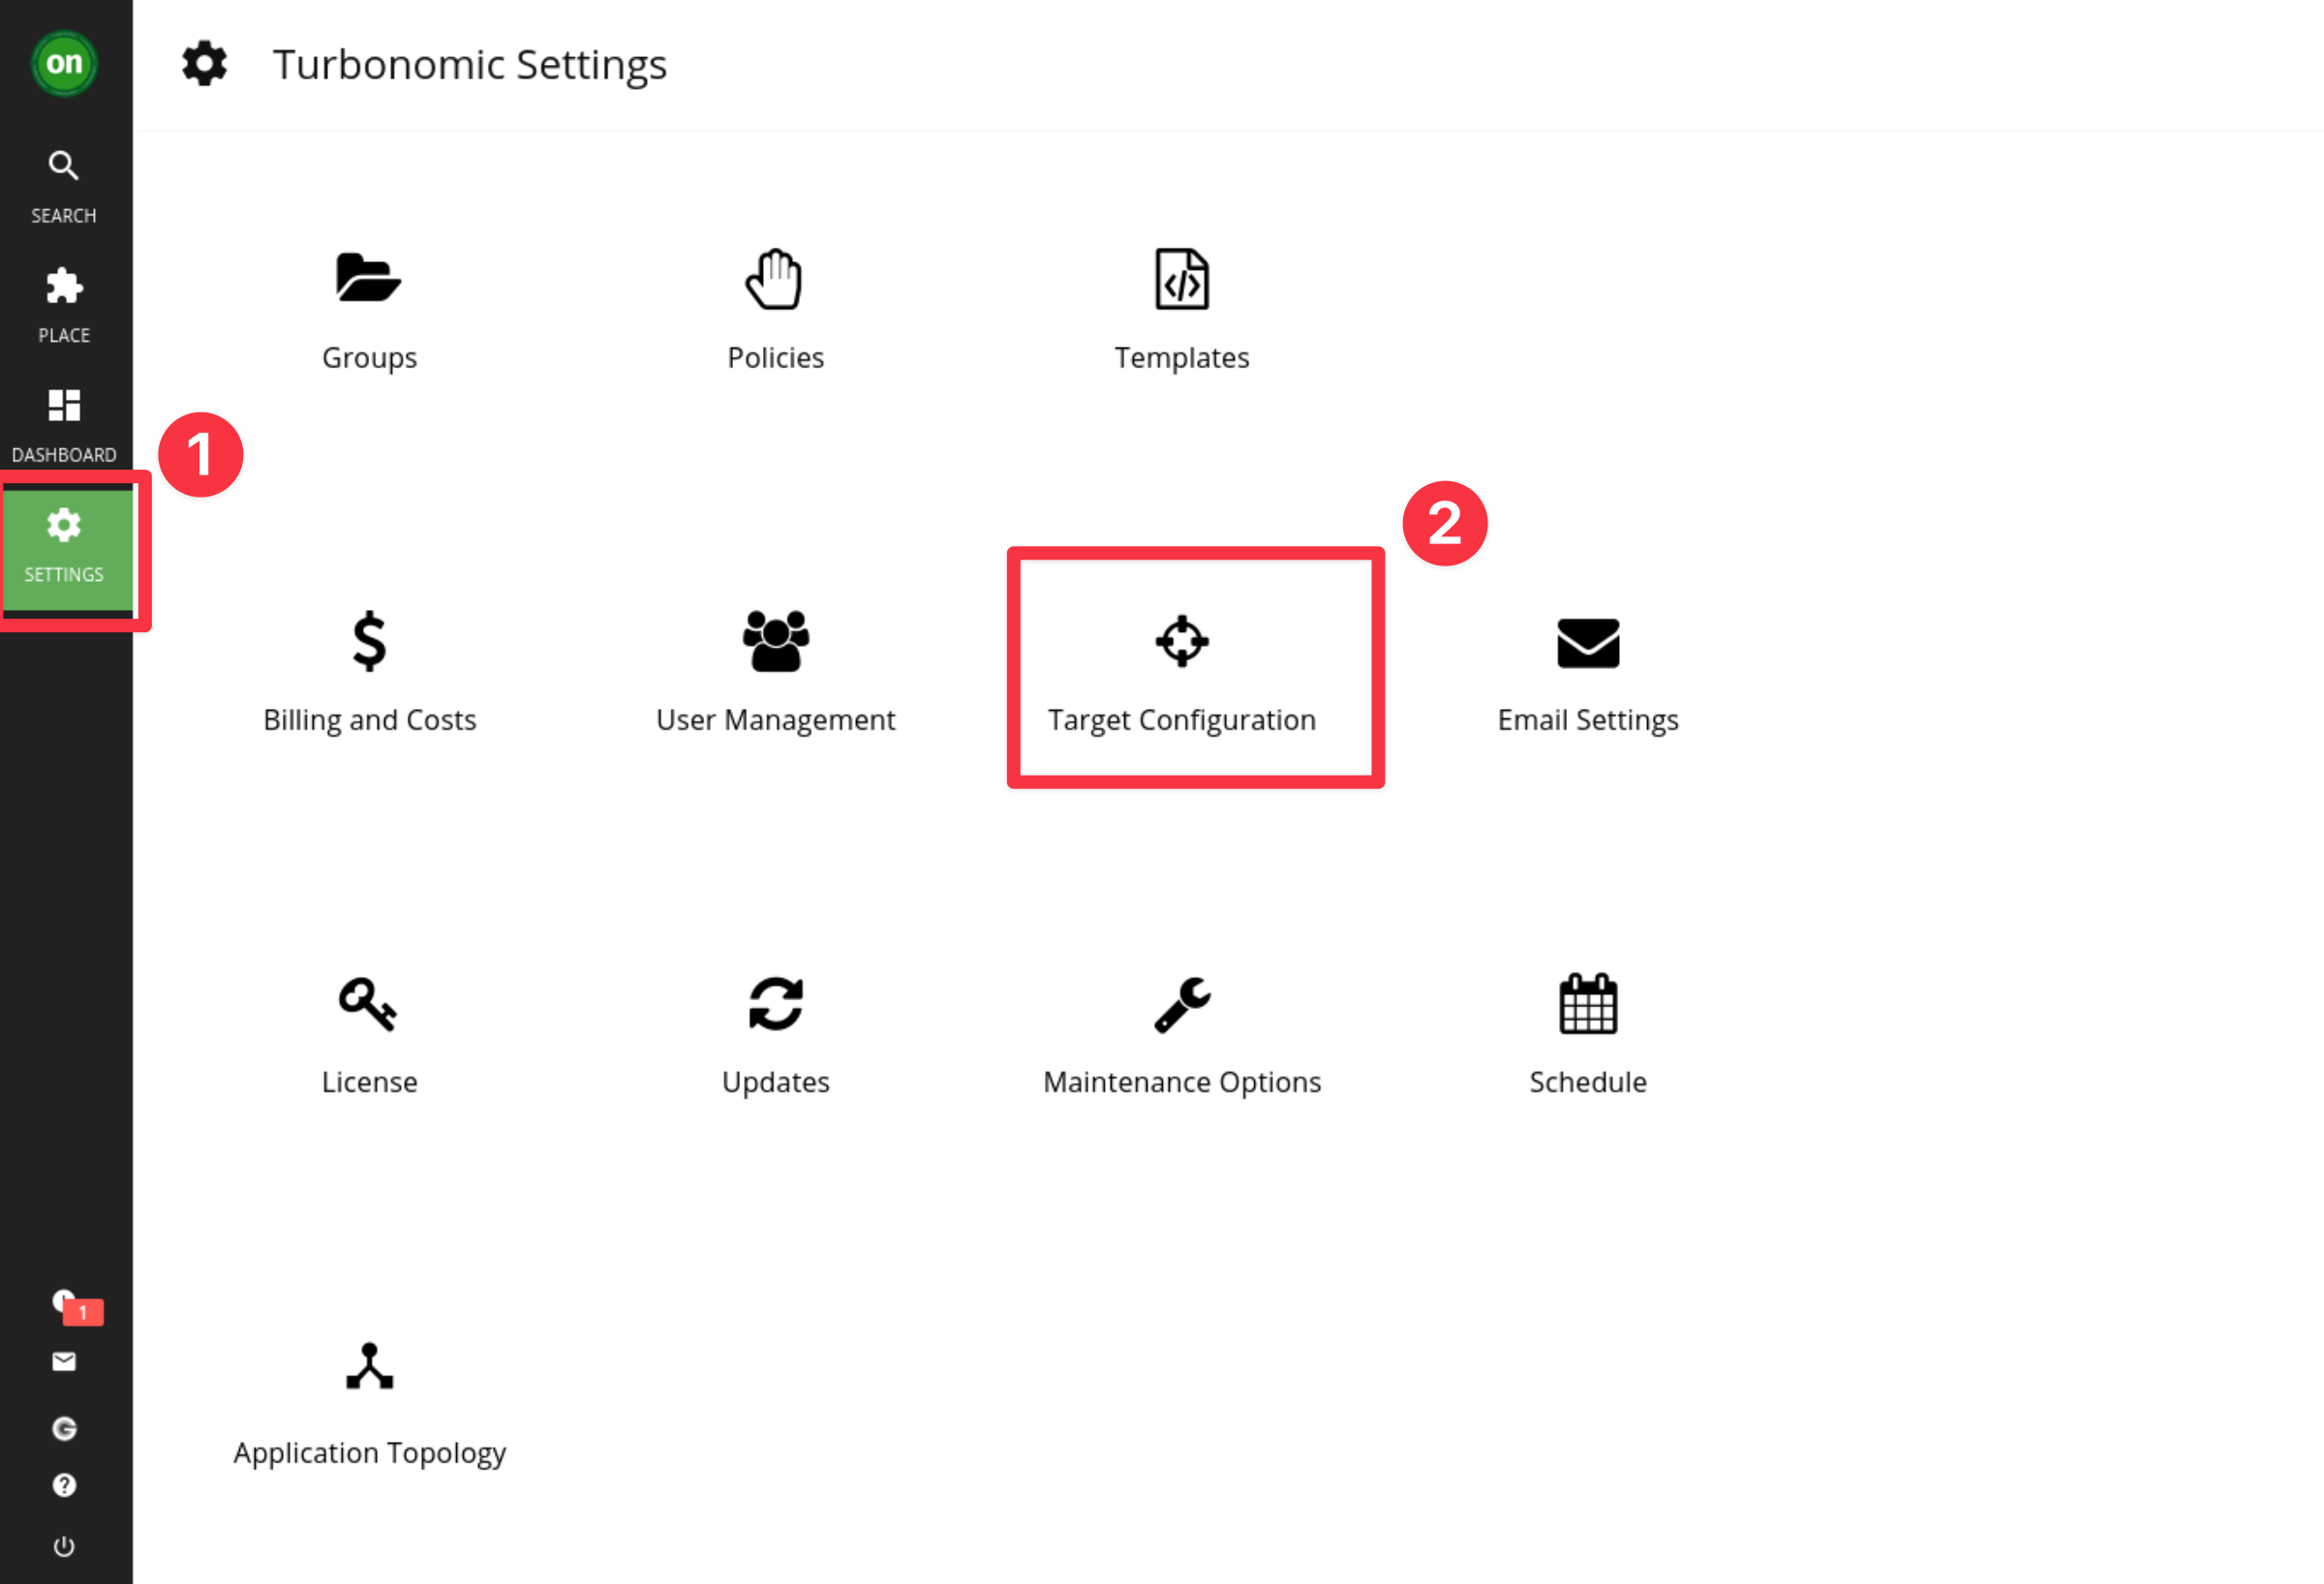 on
Turbonomic Settings
SEARCH
PLACE
DASHBOARD
1
SETTINGS
Groups
Policies
Templates
2
Billing and Costs
User Management
Target Configuration
Email Settings
License
Updates
Maintenance Options
Schedule
Application Topology
1